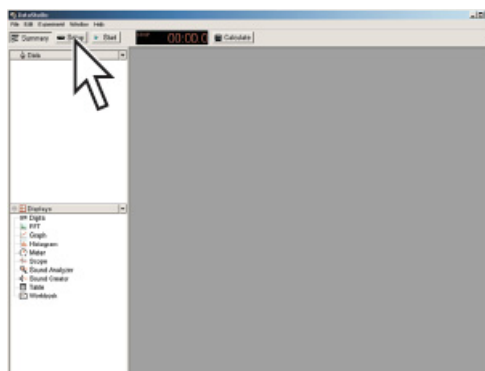 DataStudio
File Edit Experiment Window Help
Summary Setup Start 00:00.0 Calculate
Data
Displays
Digits
FFT
Graph
Histogram
Meter
Scope
Sound Analyzer
Sound Creator
Table
Workbook